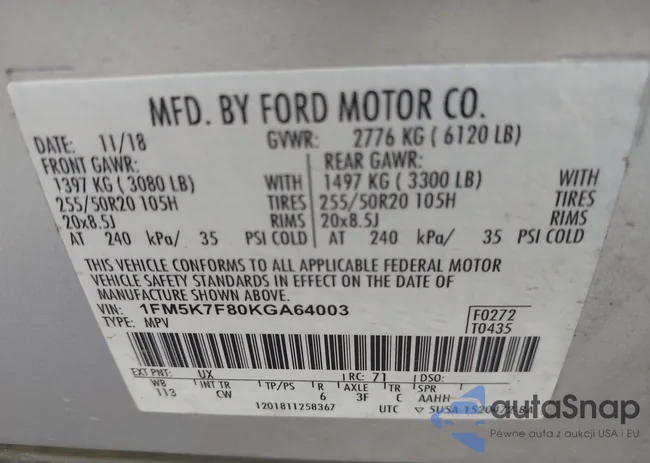 MFD. BY FORD MOTOR CO.
DATE: 11/18 GVWR: 2776 KG ( 6120 LB)
FRONT GAWR: REAR GAWR:
1397 KG ( 3080 LB) WITH 1497 KG ( 3300 LB) WITH
255/50R20 105H TIRES 255/50R20 105H TIRES
20x8.5J RIMS 20x8.5J RIMS
AT 240 kPa/ 35 PSI COLD AT 240 kPa/ 35 PSI COLD
THIS VEHICLE CONFORMS TO ALL APPLICABLE FEDERAL MOTOR
VEHICLE SAFETY STANDARDS IN EFFECT ON THE DATE OF
MANUFACTURE SHOWN ABOVE.
VIN: 1FM5K7F80KGA64003 F0272
TYPE: MPV T0435
EXT PNT: UX RC: 71 DSO:
WB INT TR TP/PS R AXLE TR SPR
113 CW 6 3F C AAHH
1201811258367 UTC
autoSnap
Pewne auta z aukcji USA i EU